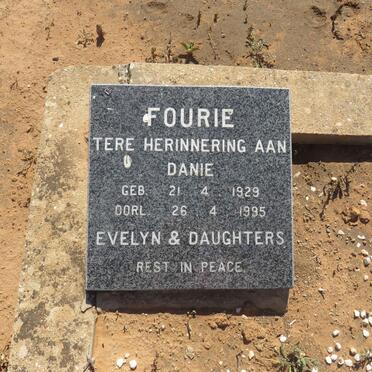 FOURIE
TERE HERINNERING AAN
DANIE
GEB. 21 4 1929
OORL. 26 4 1995
EVELYN & DAUGHTERS
REST IN PEACE